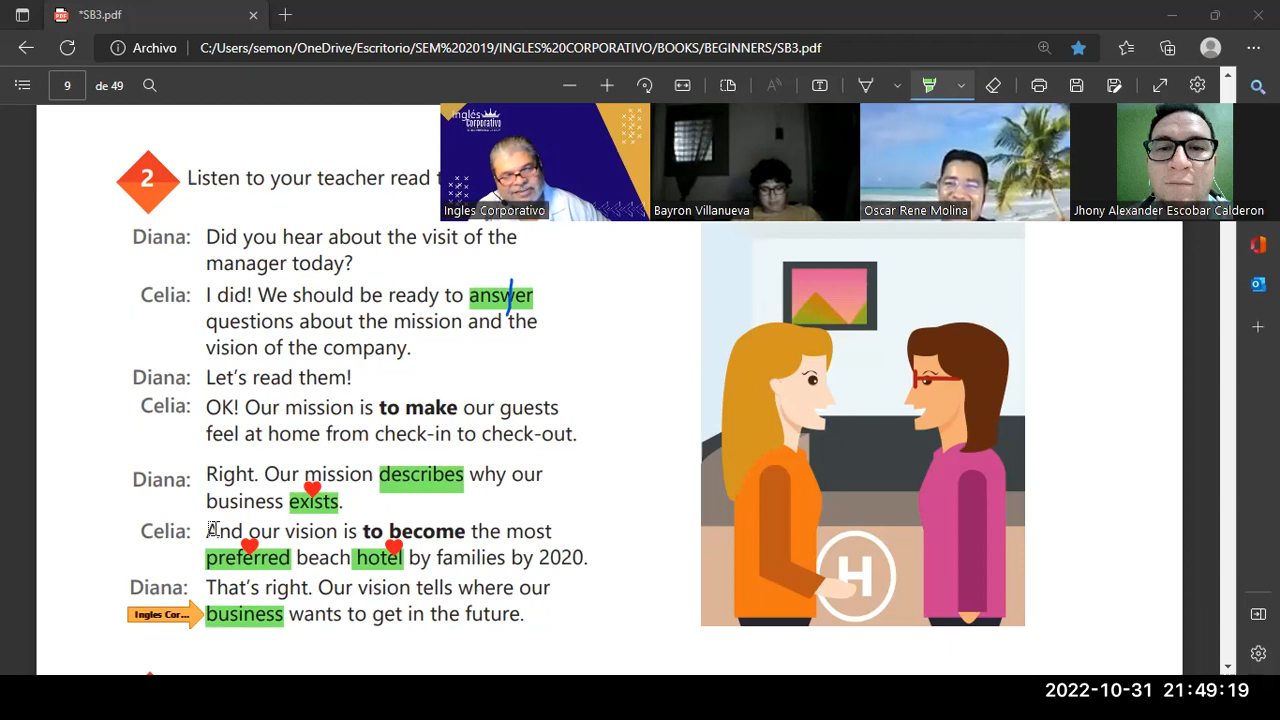 *SB3.pdf
Archivo
C:/Users/semon/OneDrive/Escritorio/SEM%202019/INGLES%20CORPORATIVO/BOOKS/BEGINNERS/SB3.pdf
9 de 49
Inglés
Corporativo
Ingles Corporativo
Bayron Villanueva
Oscar Rene Molina
Jhony Alexander Escobar Calderon
2 Listen to your teacher read t
Diana: Did you hear about the visit of the
manager today?
Celia: I did! We should be ready to answer
questions about the mission and the
vision of the company.
Diana: Let's read them!
Celia: OK! Our mission is to make our guests
feel at home from check-in to check-out.
Diana: Right. Our mission describes why our
business exists.
Celia: And our vision is to become the most
preferred beach hotel by families by 2020.
Diana: That's right. Our vision tells where our
Ingles Cor...
business wants to get in the future.
H
2022-10-31 21:49:19